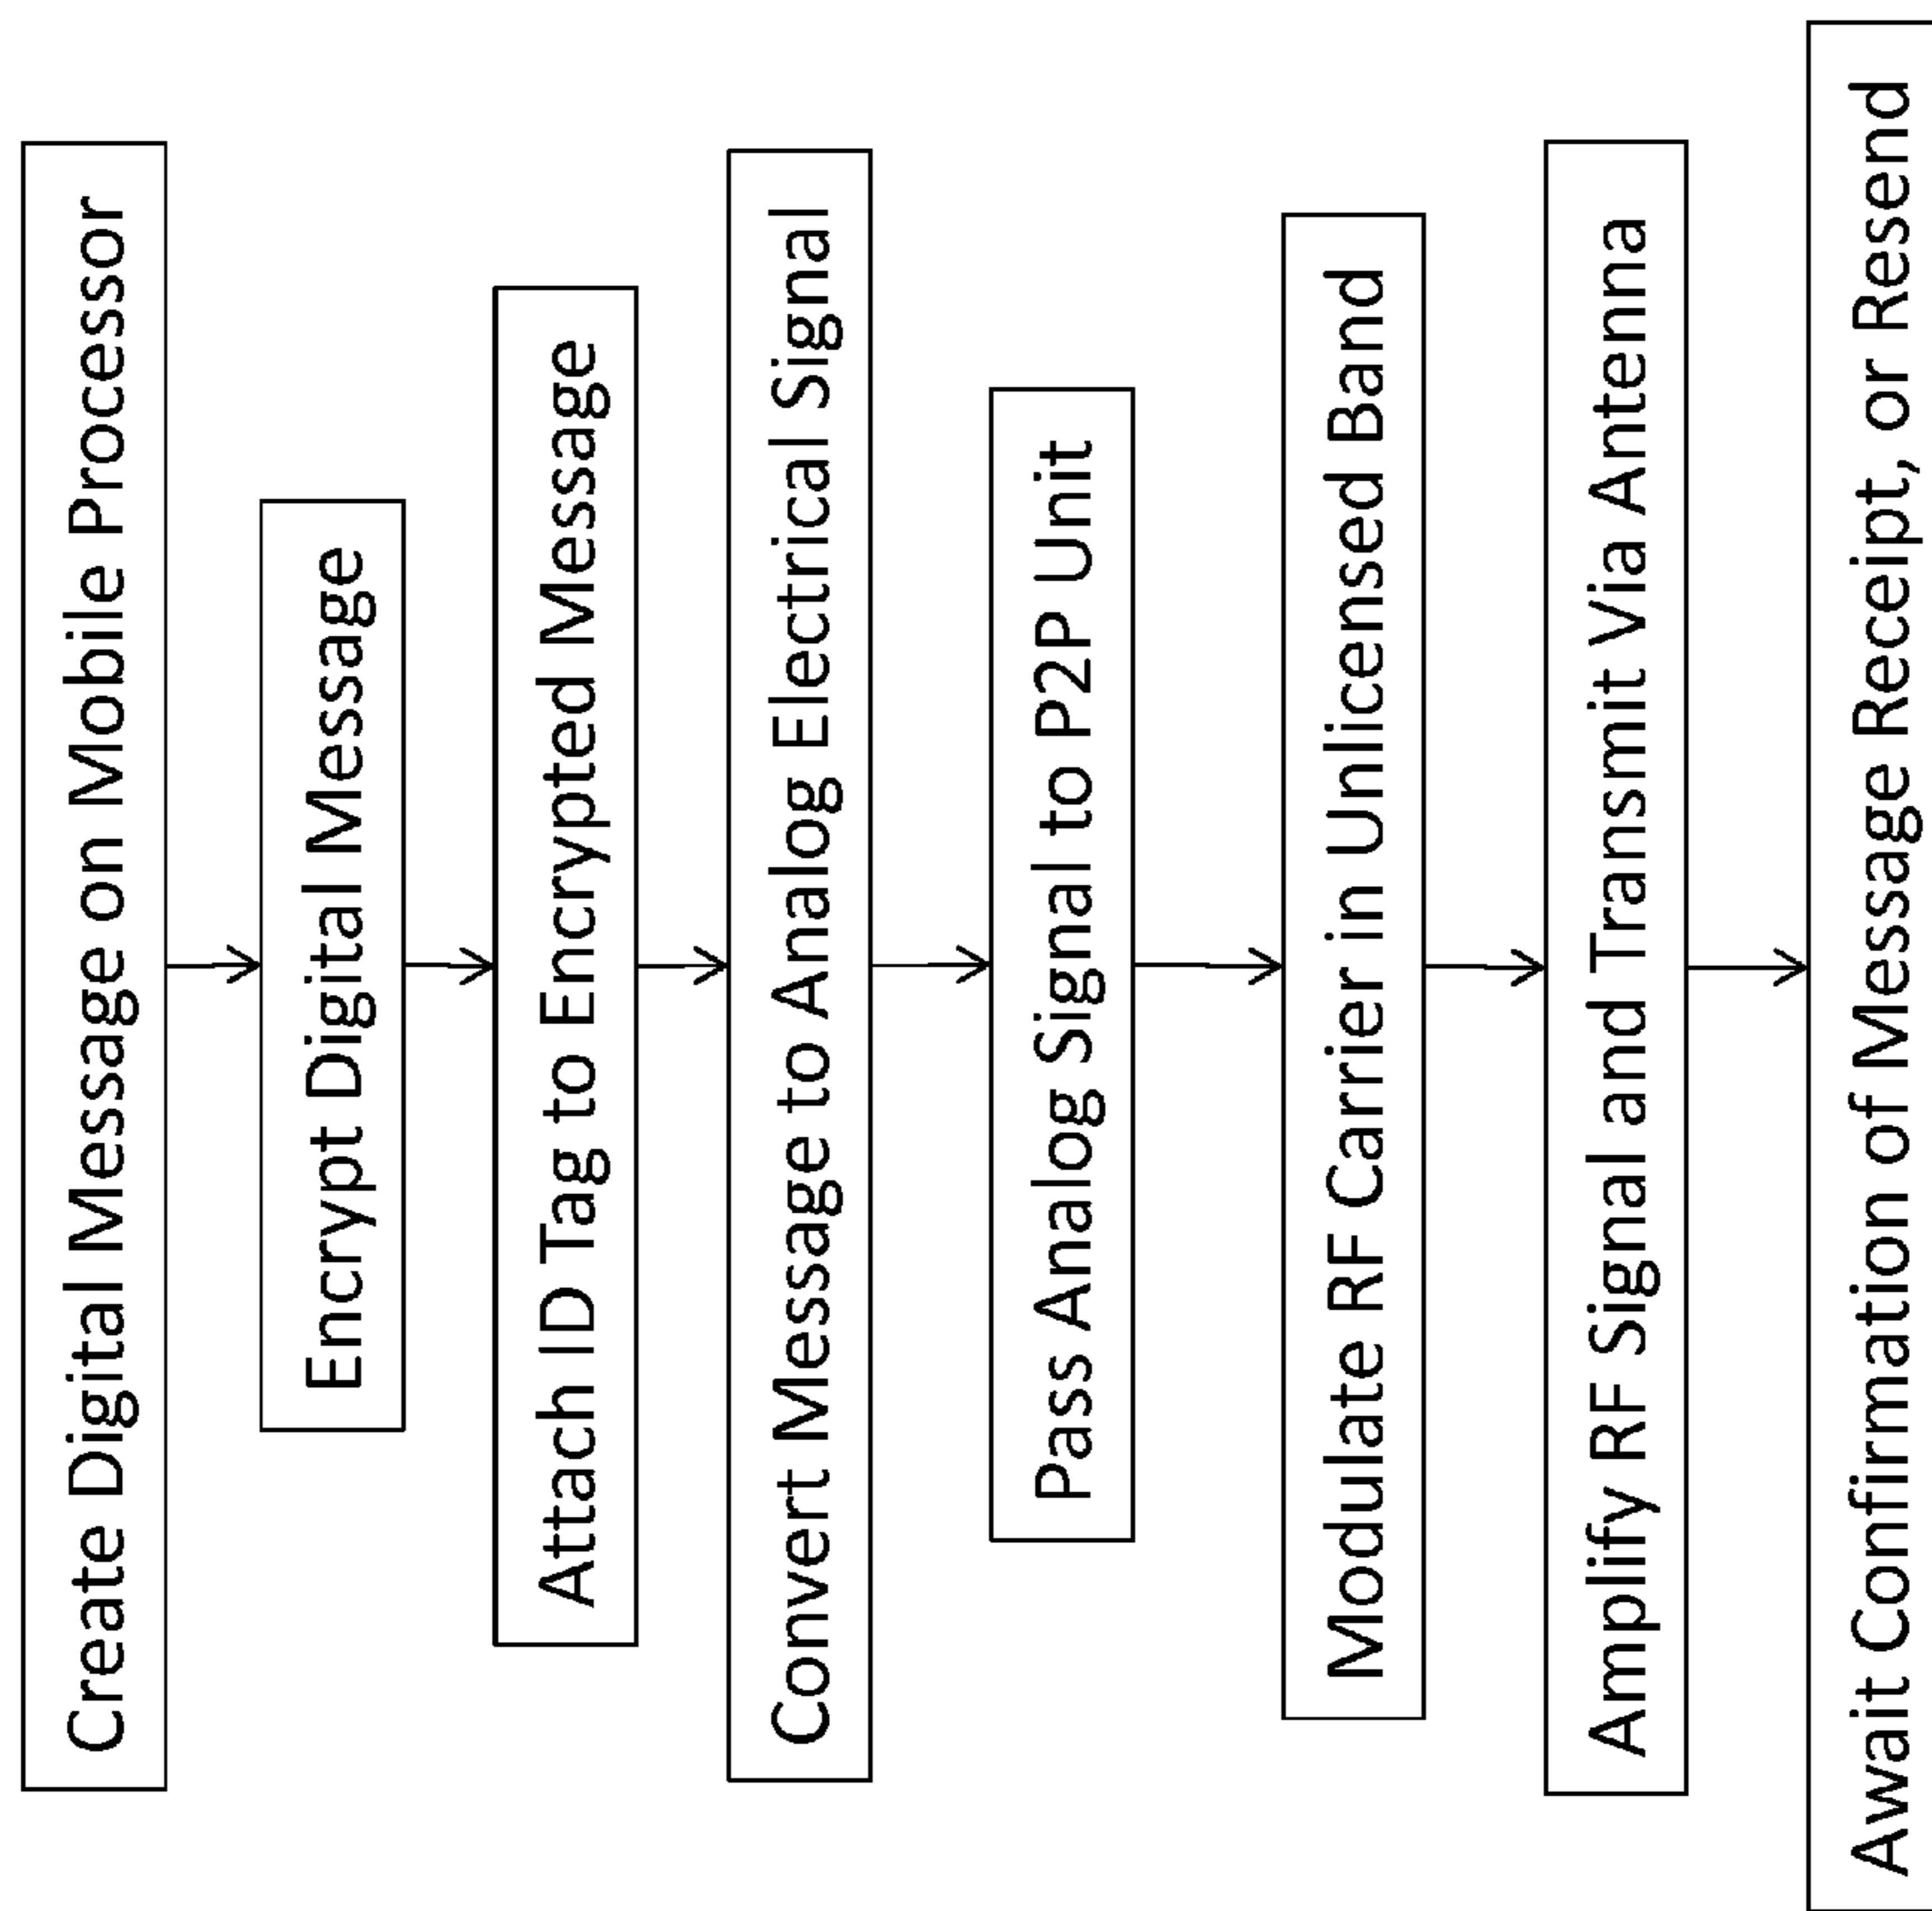 Create Digital Message on Mobile Processor
Encrypt Digital Message
Attach ID Tag to Encrypted Message
Convert Message to Analog Electrical Signal
Pass Analog Signal to P2P Unit
Modulate RF Carrier in Unlicensed Band
Amplify RF Signal and Transmit Via Antenna
Await Confirmation of Message Receipt, or Resend